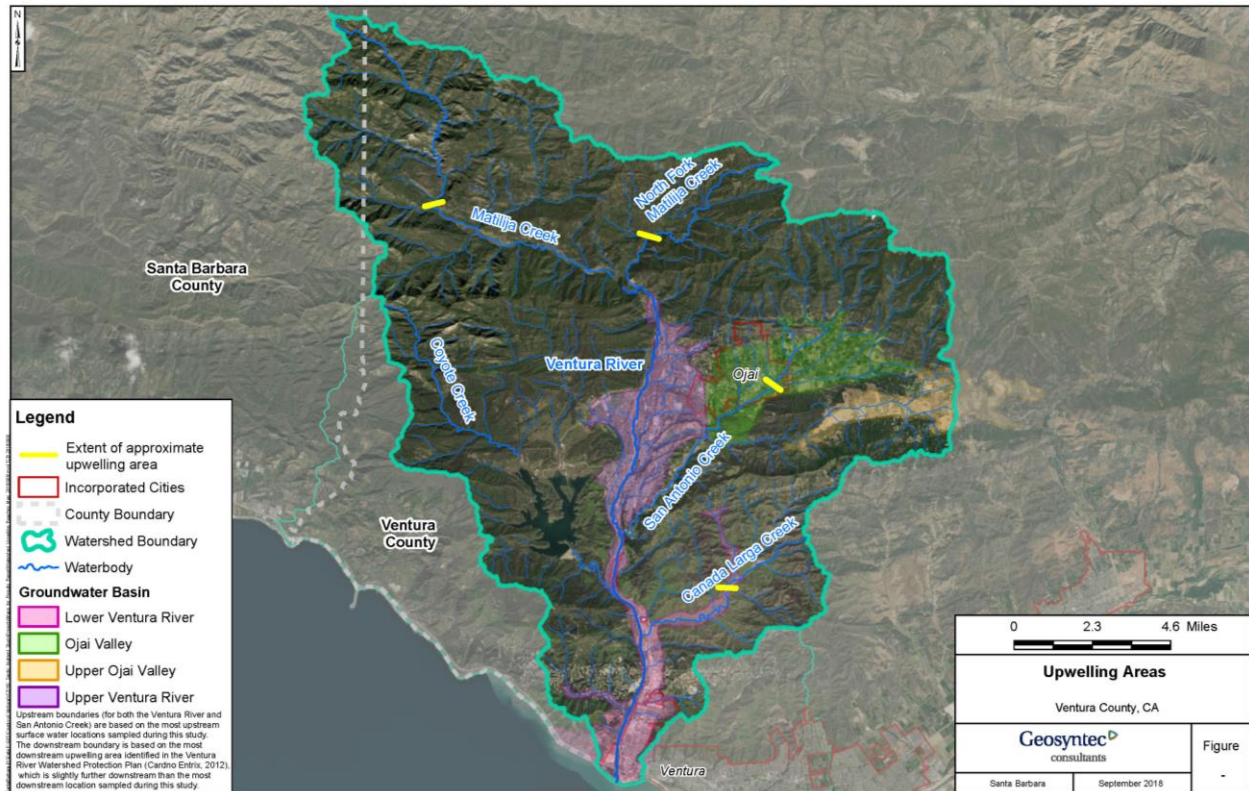 N
North Fork
Matilija Creek
Matilija Creek
Santa Barbara
County
Coyote Creek
Ventura River
Ojai
San Antonio Creek
Ventura
County
Canada Larga Creek
Ventura
Legend
Extent of approximate
upwelling area
Incorporated Cities
County Boundary
Watershed Boundary
Waterbody
Groundwater Basin
Lower Ventura River
Ojai Valley
Upper Ojai Valley
Upper Ventura River
Upstream boundaries (for both the Ventura River and
San Antonio Creek) are based on the most upstream
surface water locations sampled during this study.
The downstream boundary is based on the most
downstream upwelling area identified in the Ventura
River Watershed Protection Plan (Cardno Entrix, 2012),
which is slightly further downstream than the most
downstream location sampled during this study.
0 2.3 4.6 Miles
Upwelling Areas
Ventura County, CA
Geosyntec
consultants
Figure
-
Santa Barbara
September 2018